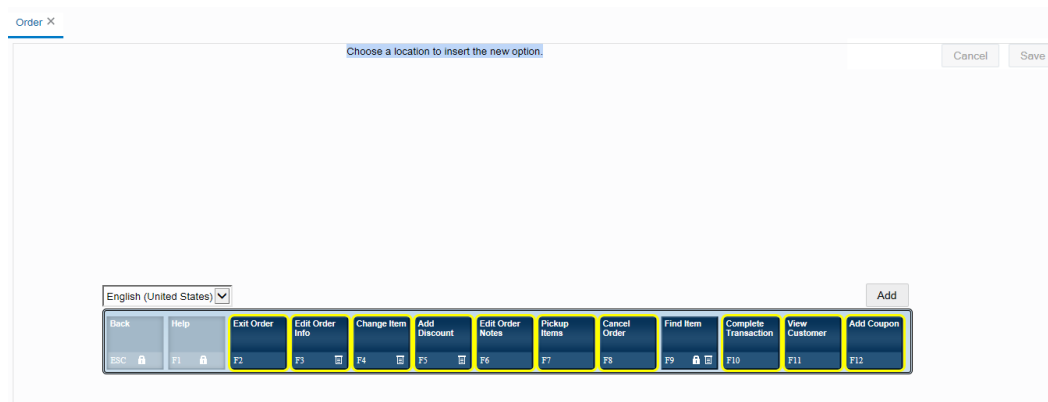 Order ×
Choose a location to insert the new option.
Cancel Save
English (United States)
Add
Back
ESC
Help
F1
Exit Order
F2
Edit Order
Info
F3
Change Item
F4
Add
Discount
F5
Edit Order
Notes
F6
Pickup
Items
F7
Cancel
Order
F8
Find Item
F9
Complete
Transaction
F10
View
Customer
F11
Add Coupon
F12